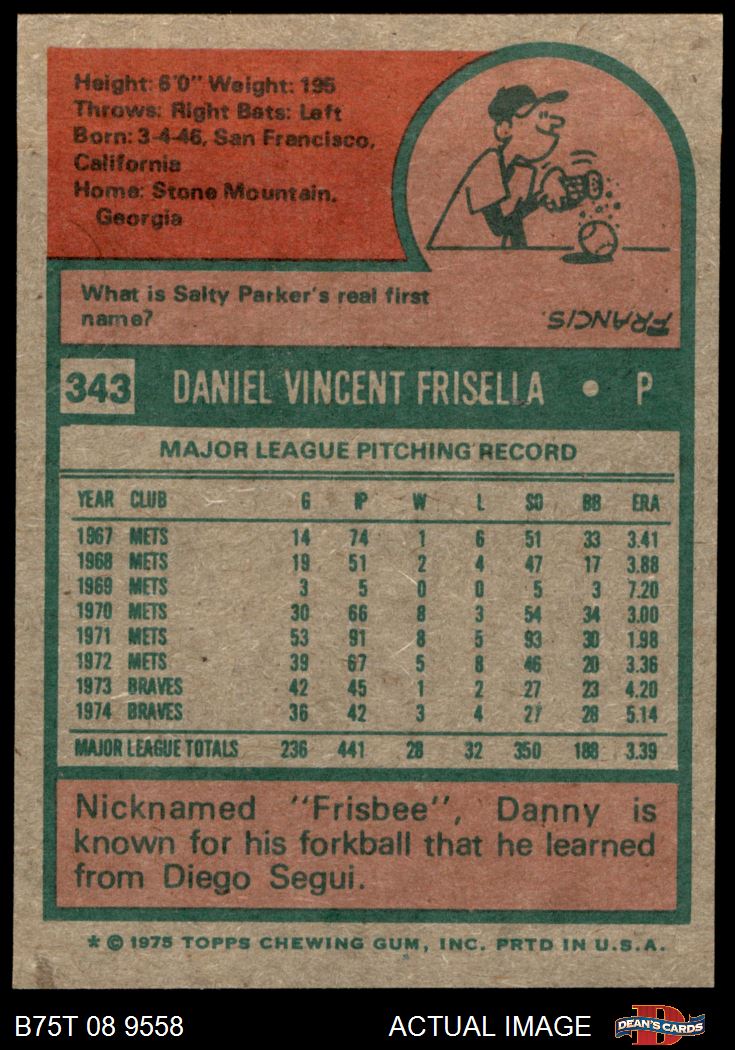 Height: 6'0" Weight: 195
Throws: Right Bats: Left
Born: 3-4-46, San Francisco,
California
Home: Stone Mountain,
Georgia
What is Salty Parker's real first
name?
FRANCIS.
343 DANIEL VINCENT FRISELLA • P
MAJOR LEAGUE PITCHING RECORD
YEAR CLUB G IP W L SO BB ERA
1967 METS 14 74 1 6 51 33 3.41
1968 METS 19 51 2 4 47 17 3.88
1969 METS 3 5 0 0 5 3 7.20
1970 METS 30 66 8 3 54 34 3.00
1971 METS 53 91 8 5 93 30 1.98
1972 METS 39 67 5 8 46 20 3.36
1973 BRAVES 42 45 1 2 27 23 4.20
1974 BRAVES 36 42 3 4 27 28 5.14
MAJOR LEAGUE TOTALS 236 441 28 32 350 188 3.39
Nicknamed "Frisbee", Danny is
known for his forkball that he learned
from Diego Segui.
* © 1975 TOPPS CHEWING GUM, INC. PRTD IN U.S.A.
B75T 08 9558 ACTUAL IMAGE D DEAN'S CARDS